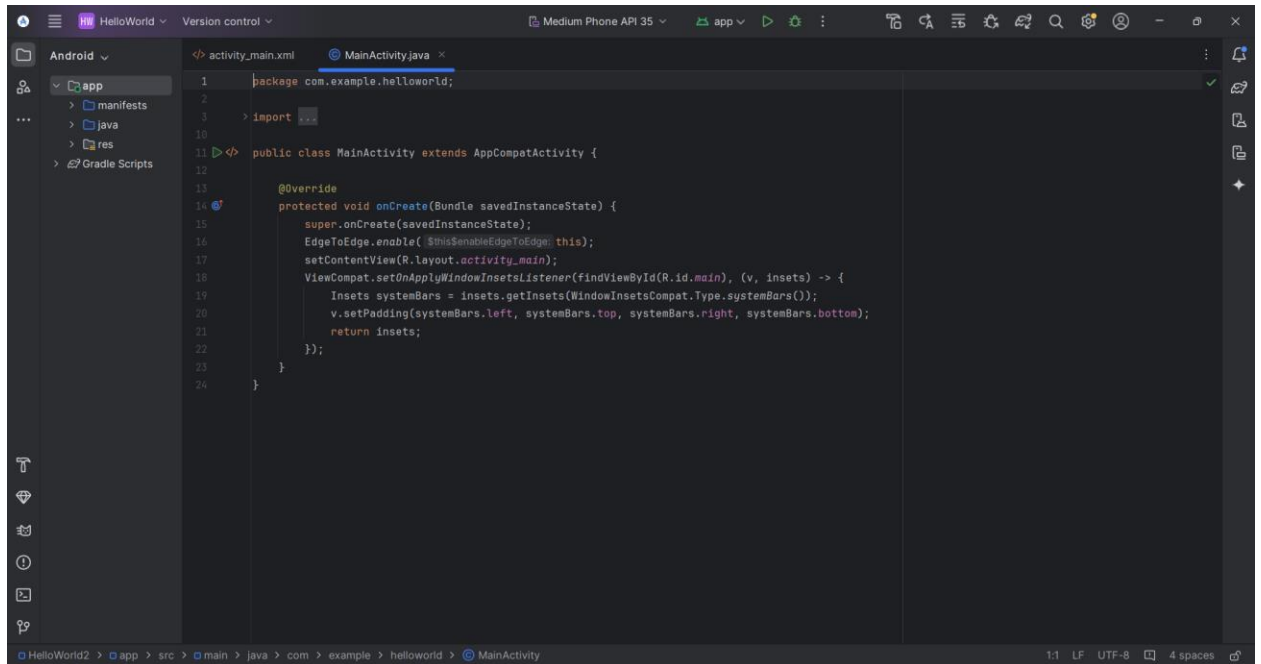 HW HelloWorld Version control Medium Phone API 35 app
Android
app
manifests
java
res
Gradle Scripts
</> activity_main.xml © MainActivity.java ×
1 package com.example.helloworld;
2
3 > import ...
10
11 </> public class MainActivity extends AppCompatActivity {
12
13 @Override
14 protected void onCreate(Bundle savedInstanceState) {
15 super.onCreate(savedInstanceState);
16 EdgeToEdge.enable( $this$enableEdgeToEdge: this);
17 setContentView(R.layout.activity_main);
18 ViewCompat.setOnApplyWindowInsetsListener(findViewById(R.id.main), (v, insets) -> {
19 Insets systemBars = insets.getInsets(WindowInsetsCompat.Type.systemBars());
20 v.setPadding(systemBars.left, systemBars.top, systemBars.right, systemBars.bottom);
21 return insets;
22 });
23 }
24 }
HelloWorld2 > app > src > main > java > com > example > helloworld > © MainActivity 1:1 LF UTF-8 4 spaces